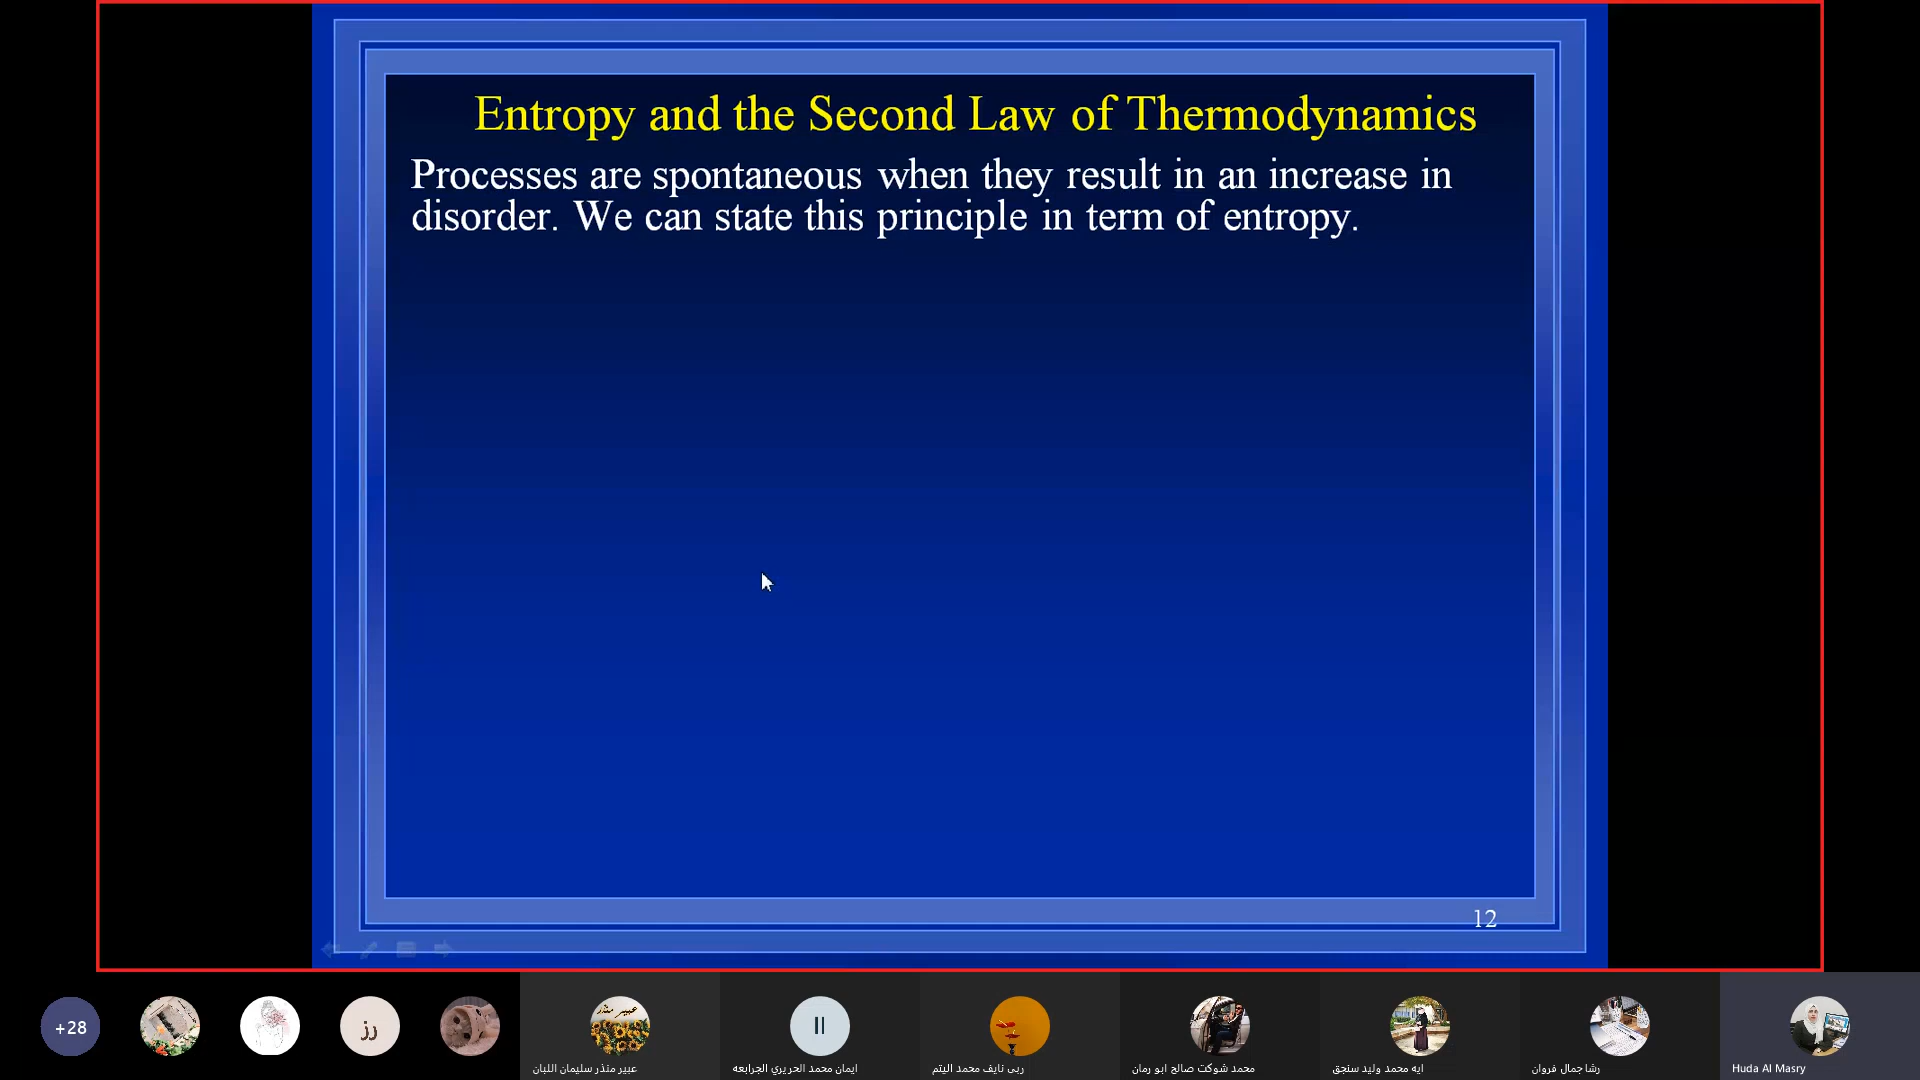 Entropy and the Second Law of Thermodynamics
Processes are spontaneous when they result in an increase in
disorder. We can state this principle in term of entropy.
12
+28
رز
عبير منذر
عبير منذر سليمان اللبان
ايمان محمد الحريري الجرابعه
ربى نايف محمد اليتم
محمد شوكت صالح ابو رمان
ايه محمد وليد سنجق
رشا جمال فروان
Huda Al Masry